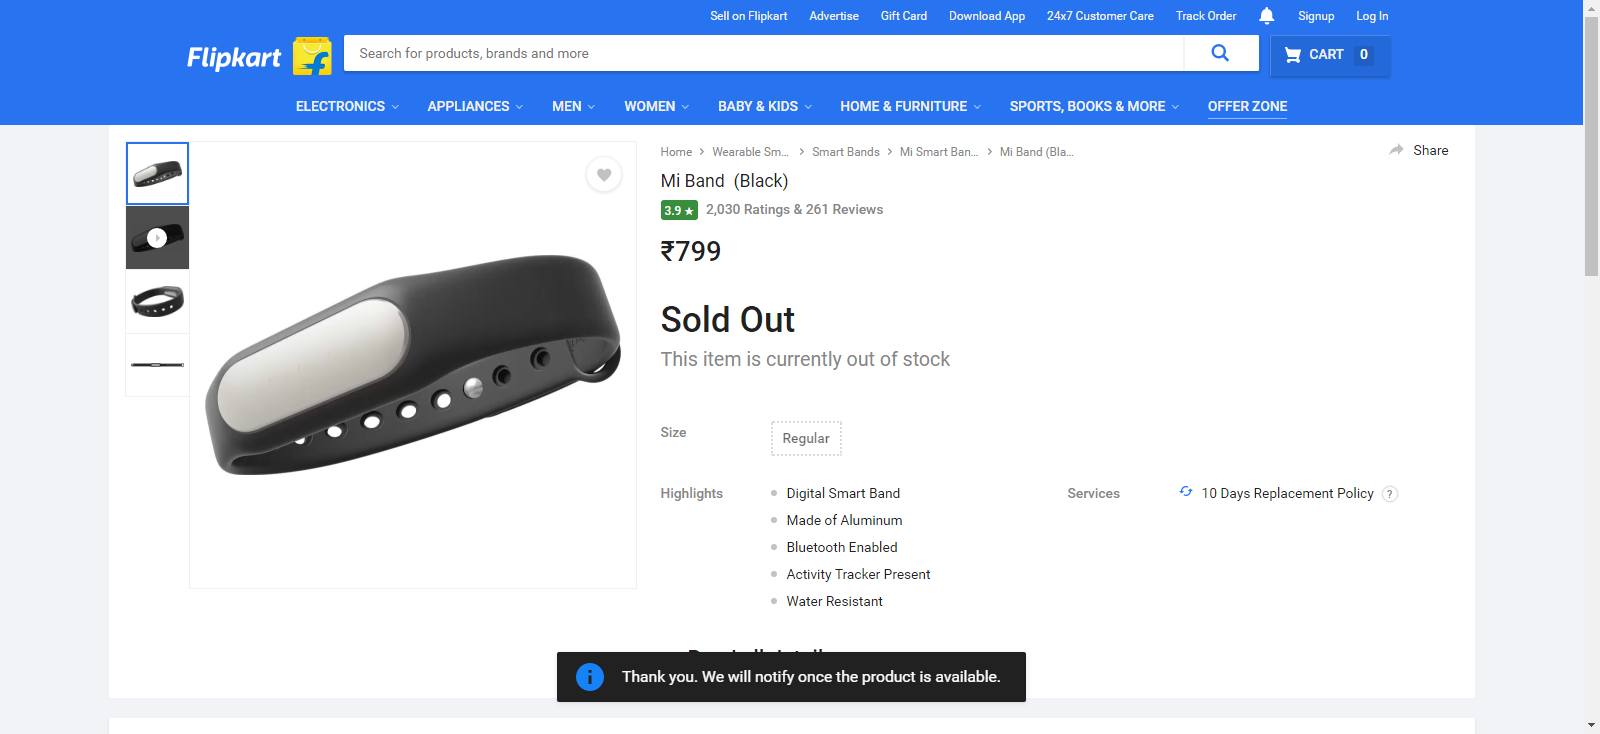 Sell on Flipkart Advertise Gift Card Download App 24x7 Customer Care Track Order Signup Log In
Flipkart
Search for products, brands and more
CART 0
ELECTRONICS APPLIANCES MEN WOMEN BABY & KIDS HOME & FURNITURE SPORTS, BOOKS & MORE OFFER ZONE
Home > Wearable Sm... > Smart Bands > Mi Smart Ban... > Mi Band (Bla...
Share
Mi Band (Black)
3.9 ★ 2,030 Ratings & 261 Reviews
₹799
Sold Out
This item is currently out of stock
Size Regular
Highlights
Digital Smart Band
Made of Aluminum
Bluetooth Enabled
Activity Tracker Present
Water Resistant
Services 10 Days Replacement Policy ?
Thank you. We will notify once the product is available.